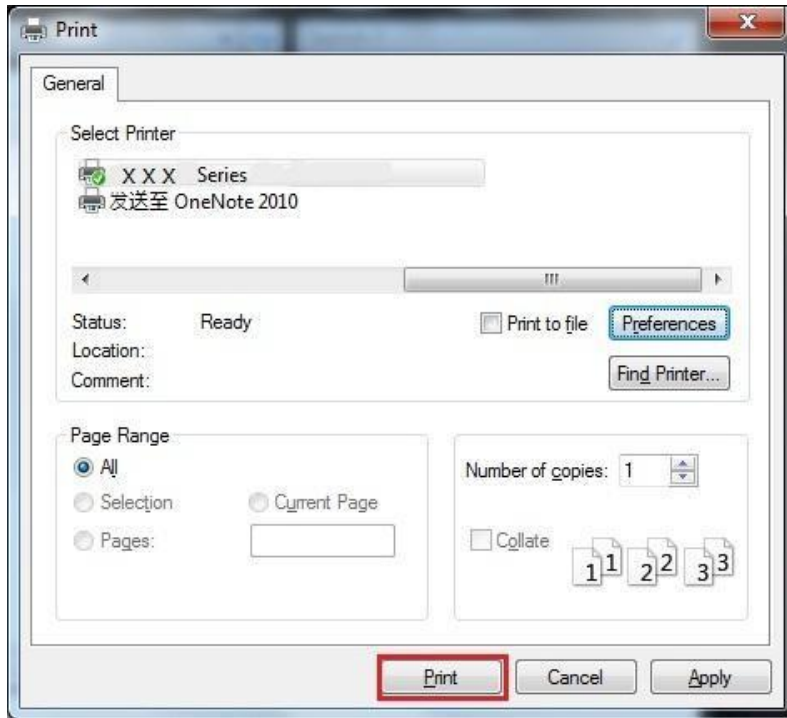 Print
General
Select Printer
X X X Series
发送至 OneNote 2010
Status: Ready
Print to file
Preferences
Location:
Comment:
Find Printer...
Page Range
All
Selection
Current Page
Pages:
Number of copies: 1
Collate
1 1 2 2 3 3
Print
Cancel
Apply